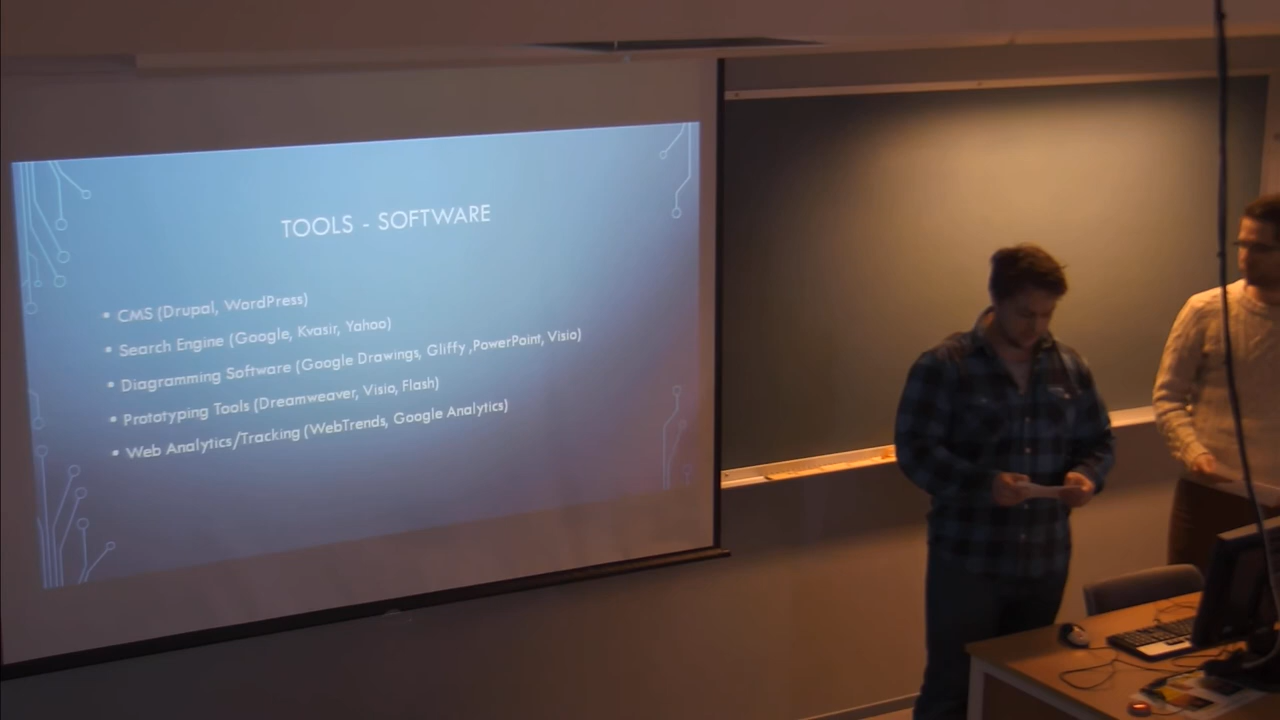 TOOLS - SOFTWARE
• CMS (Drupal, WordPress)
• Search Engine (Google, Kvasir, Yahoo)
• Diagramming Software (Google Drawings, Gliffy ,PowerPoint, Visio)
• Prototyping Tools (Dreamweaver, Visio, Flash)
• Web Analytics/Tracking (WebTrends, Google Analytics)